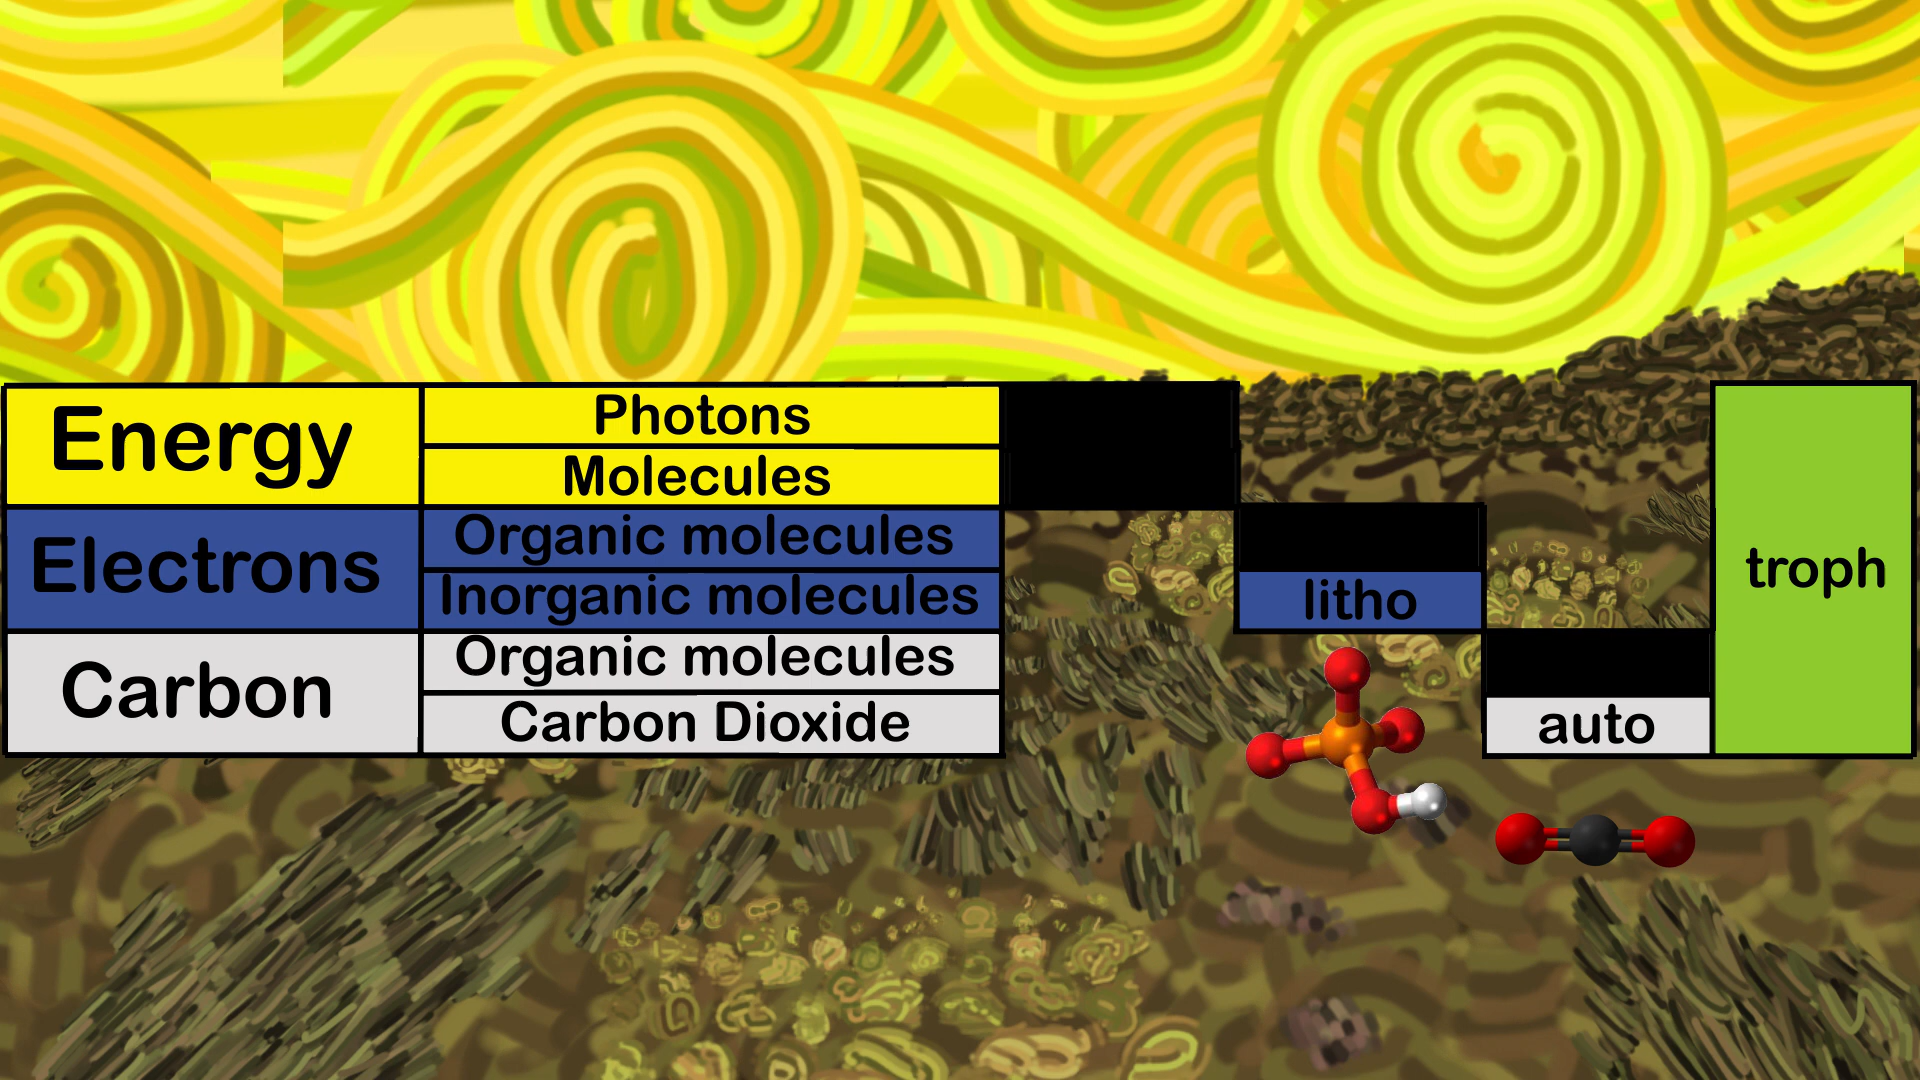 Energy
Photons
Molecules
Electrons
Organic molecules
Inorganic molecules
litho
Carbon
Organic molecules
Carbon Dioxide
auto
troph